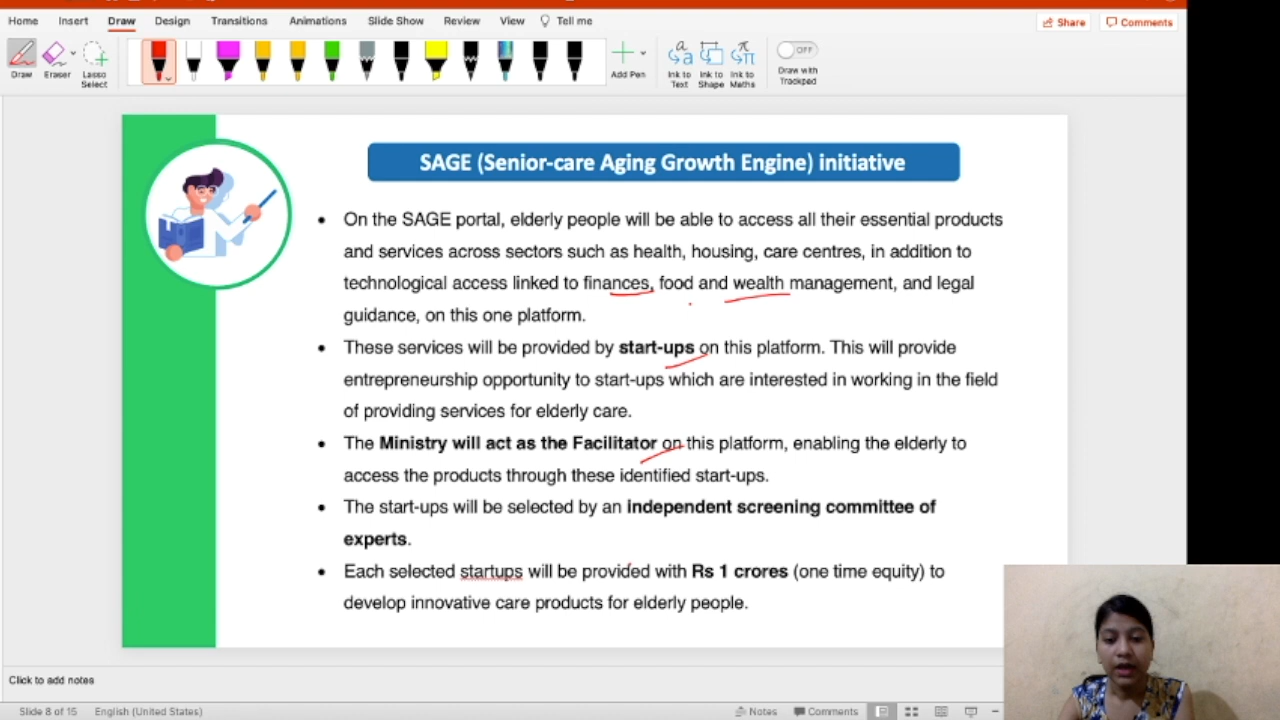 Home Insert Draw Design Transitions Animations Slide Show Review View Tell me Share Comments
Draw Eraser Lasso Select Add Pen Ink to Text Ink to Shape Ink to Maths OFF Draw with Trackpad
SAGE (Senior-care Aging Growth Engine) initiative
• On the SAGE portal, elderly people will be able to access all their essential products
and services across sectors such as health, housing, care centres, in addition to
technological access linked to finances, food and wealth management, and legal
guidance, on this one platform.
• These services will be provided by start-ups on this platform. This will provide
entrepreneurship opportunity to start-ups which are interested in working in the field
of providing services for elderly care.
• The Ministry will act as the Facilitator on this platform, enabling the elderly to
access the products through these identified start-ups.
• The start-ups will be selected by an independent screening committee of
experts.
• Each selected startups will be provided with Rs 1 crores (one time equity) to
develop innovative care products for elderly people.
Click to add notes
Slide 8 of 15 English (United States) Notes Comments